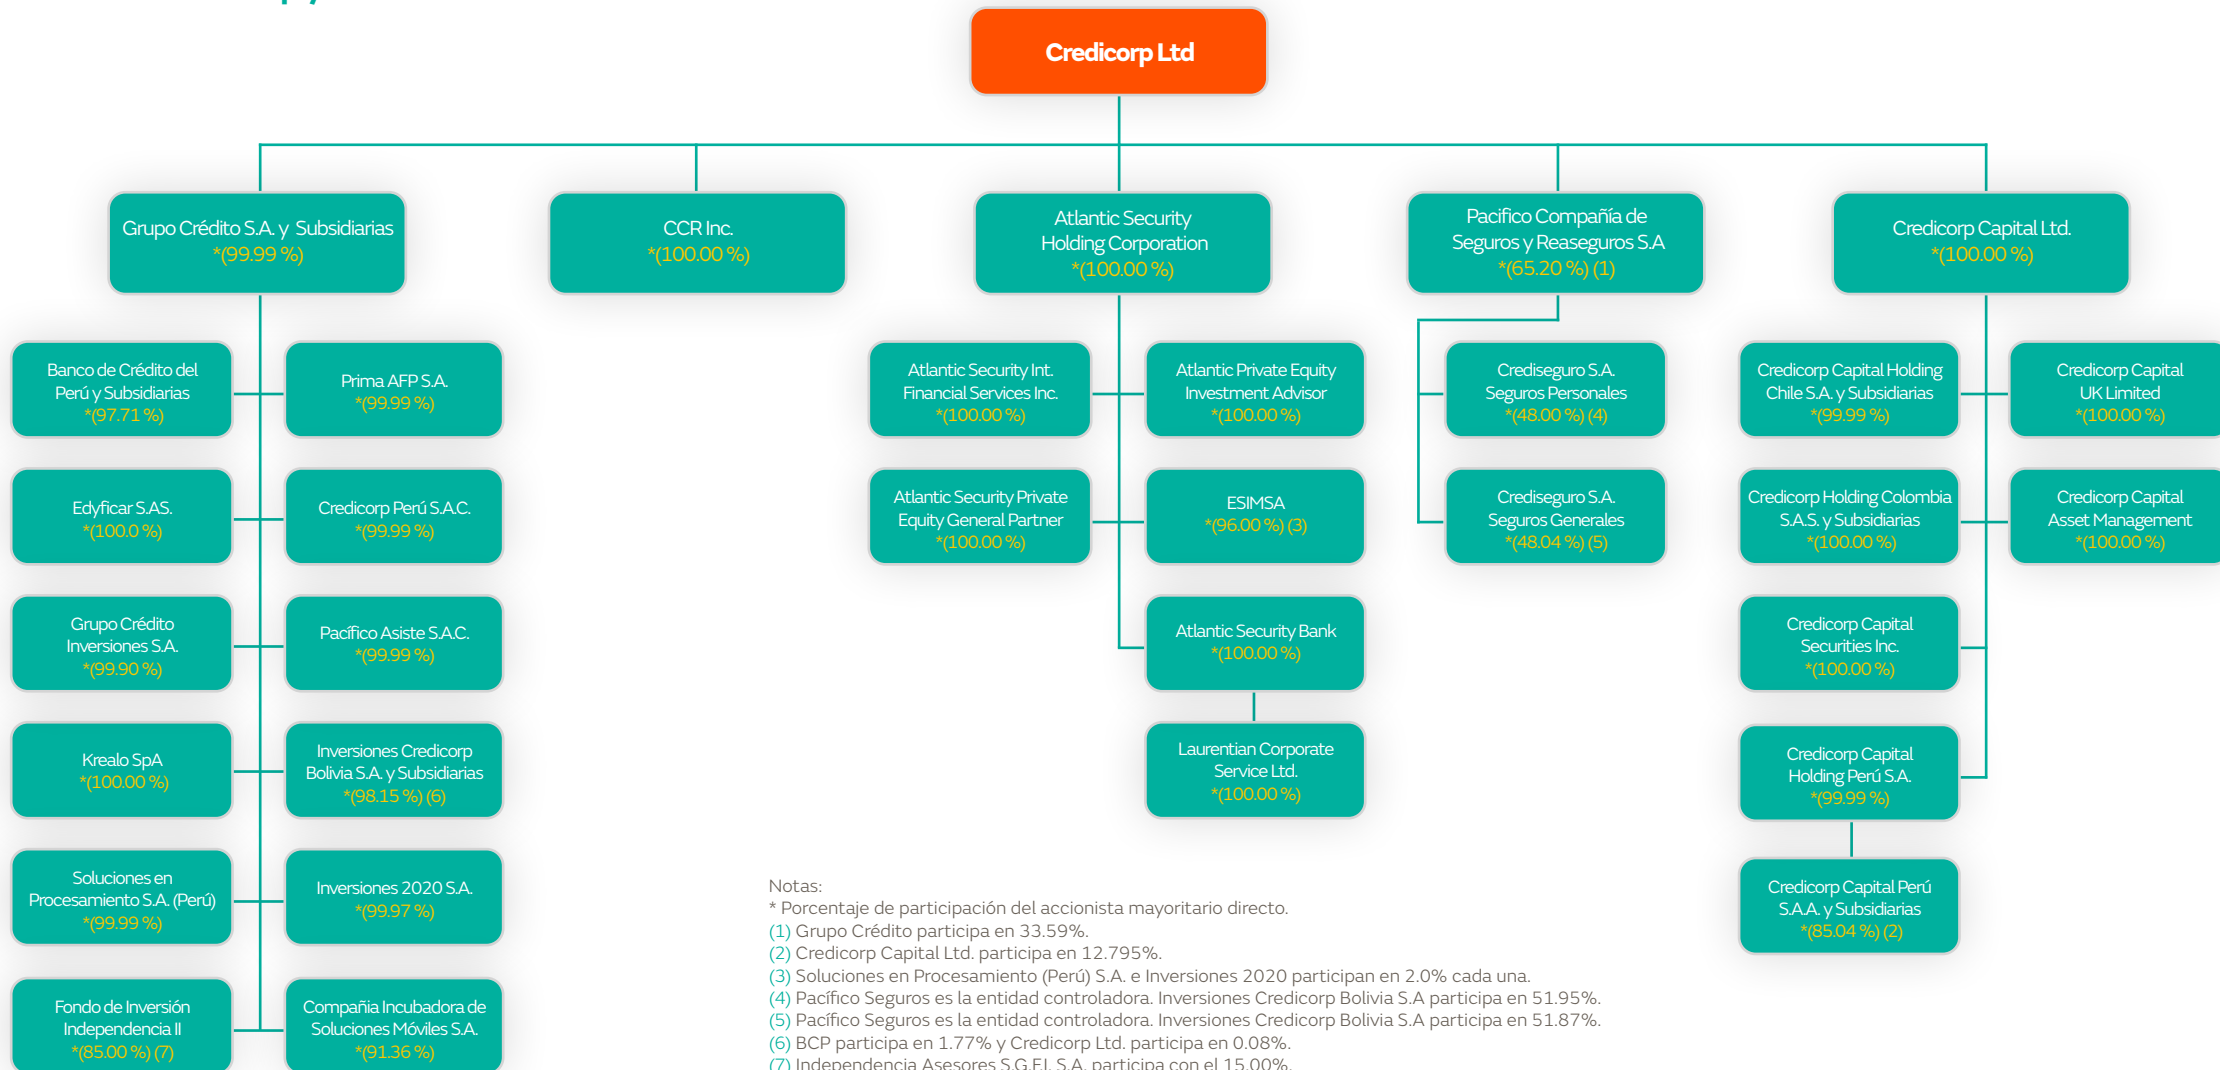 Credicorp Ltd
Grupo Crédito S.A. y Subsidiarias
*(99.99 %)
CCR Inc.
*(100.00 %)
Atlantic Security
Holding Corporation
*(100.00 %)
Pacifico Compañía de
Seguros y Reaseguros S.A
*(65.20 %) (1)
Credicorp Capital Ltd.
*(100.00 %)
Banco de Crédito del
Perú y Subsidiarias
*(97.71 %)
Prima AFP S.A.
*(99.99 %)
Edyficar S.AS.
*(100.0 %)
Credicorp Perú S.A.C.
*(99.99 %)
Grupo Crédito
Inversiones S.A.
*(99.90 %)
Pacífico Asiste S.A.C.
*(99.99 %)
Krealo SpA
*(100.00 %)
Inversiones Credicorp
Bolivia S.A. y Subsidiarias
*(98.15 %) (6)
Soluciones en
Procesamiento S.A. (Perú)
*(99.99 %)
Inversiones 2020 S.A.
*(99.97 %)
Fondo de Inversión
Independencia II
*(85.00 %) (7)
Compañia Incubadora de
Soluciones Móviles S.A.
*(91.36 %)
Atlantic Security Int.
Financial Services Inc.
*(100.00 %)
Atlantic Private Equity
Investment Advisor
*(100.00 %)
Atlantic Security Private
Equity General Partner
*(100.00 %)
ESIMSA
*(96.00 %) (3)
Atlantic Security Bank
*(100.00 %)
Laurentian Corporate
Service Ltd.
*(100.00 %)
Crediseguro S.A.
Seguros Personales
*(48.00 %) (4)
Crediseguro S.A.
Seguros Generales
*(48.04 %) (5)
Credicorp Capital Holding
Chile S.A. y Subsidiarias
*(99.99 %)
Credicorp Capital
UK Limited
*(100.00 %)
Credicorp Holding Colombia
S.A.S. y Subsidiarias
*(100.00 %)
Credicorp Capital
Asset Management
*(100.00 %)
Credicorp Capital
Securities Inc.
*(100.00 %)
Credicorp Capital
Holding Perú S.A.
*(99.99 %)
Credicorp Capital Perú
S.A.A. y Subsidiarias
*(85.04 %) (2)
Notas:
* Porcentaje de participación del accionista mayoritario directo.
(1) Grupo Crédito participa en 33.59%.
(2) Credicorp Capital Ltd. participa en 12.795%.
(3) Soluciones en Procesamiento (Perú) S.A. e Inversiones 2020 participan en 2.0% cada una.
(4) Pacífico Seguros es la entidad controladora. Inversiones Credicorp Bolivia S.A participa en 51.95%.
(5) Pacífico Seguros es la entidad controladora. Inversiones Credicorp Bolivia S.A participa en 51.87%.
(6) BCP participa en 1.77% y Credicorp Ltd. participa en 0.08%.
(7) Independencia Asesores S.G.F.I. S.A. participa con el 15.00%.